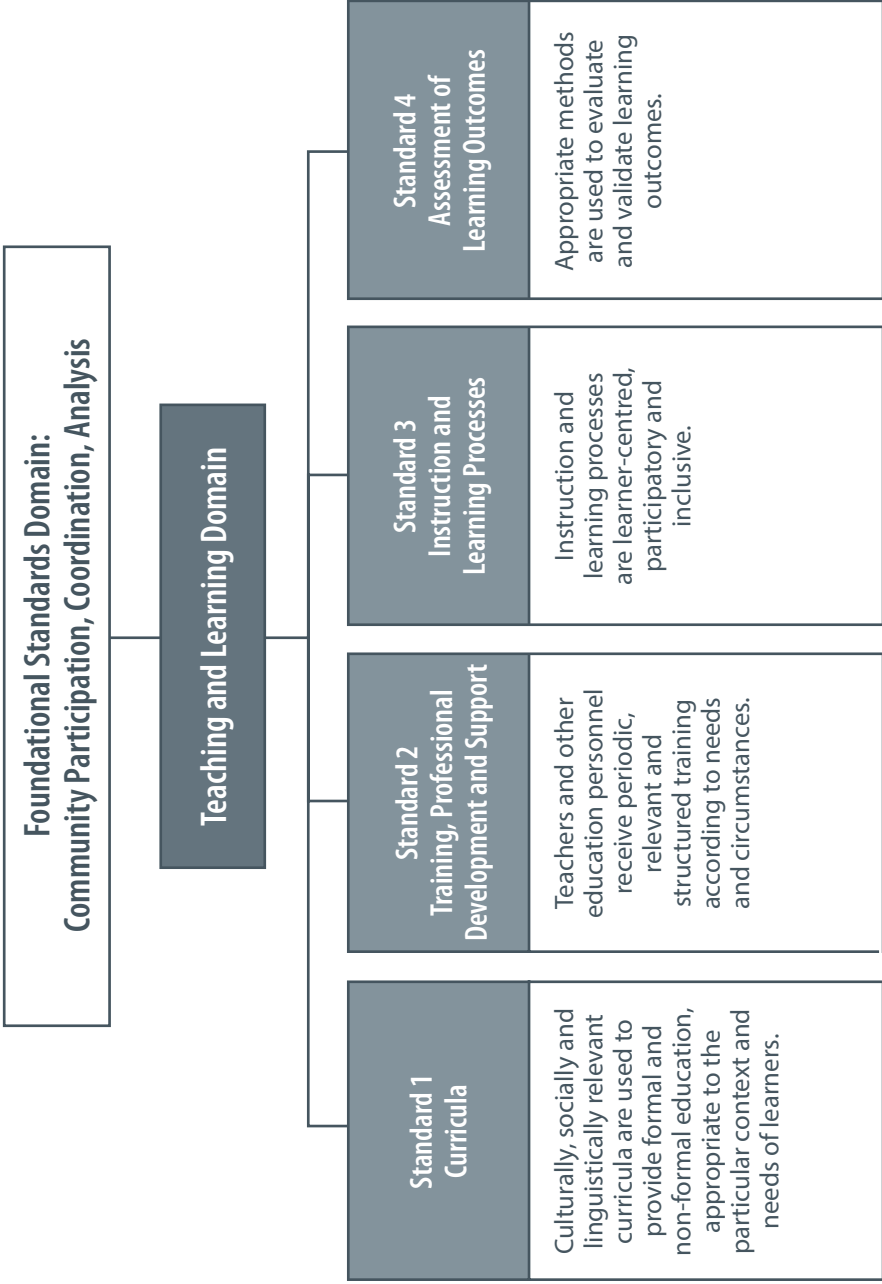 Foundational Standards Domain:
Community Participation, Coordination, Analysis
Teaching and Learning Domain
Standard 1
Curricula
Culturally, socially and
linguistically relevant
curricula are used to
provide formal and
non-formal education,
appropriate to the
particular context and
needs of learners.
Standard 2
Training, Professional
Development and Support
Teachers and other
education personnel
receive periodic,
relevant and
structured training
according to needs
and circumstances.
Standard 3
Instruction and
Learning Processes
Instruction and
learning processes
are learner-centred,
participatory and
inclusive.
Standard 4
Assessment of
Learning Outcomes
Appropriate methods
are used to evaluate
and validate learning
outcomes.